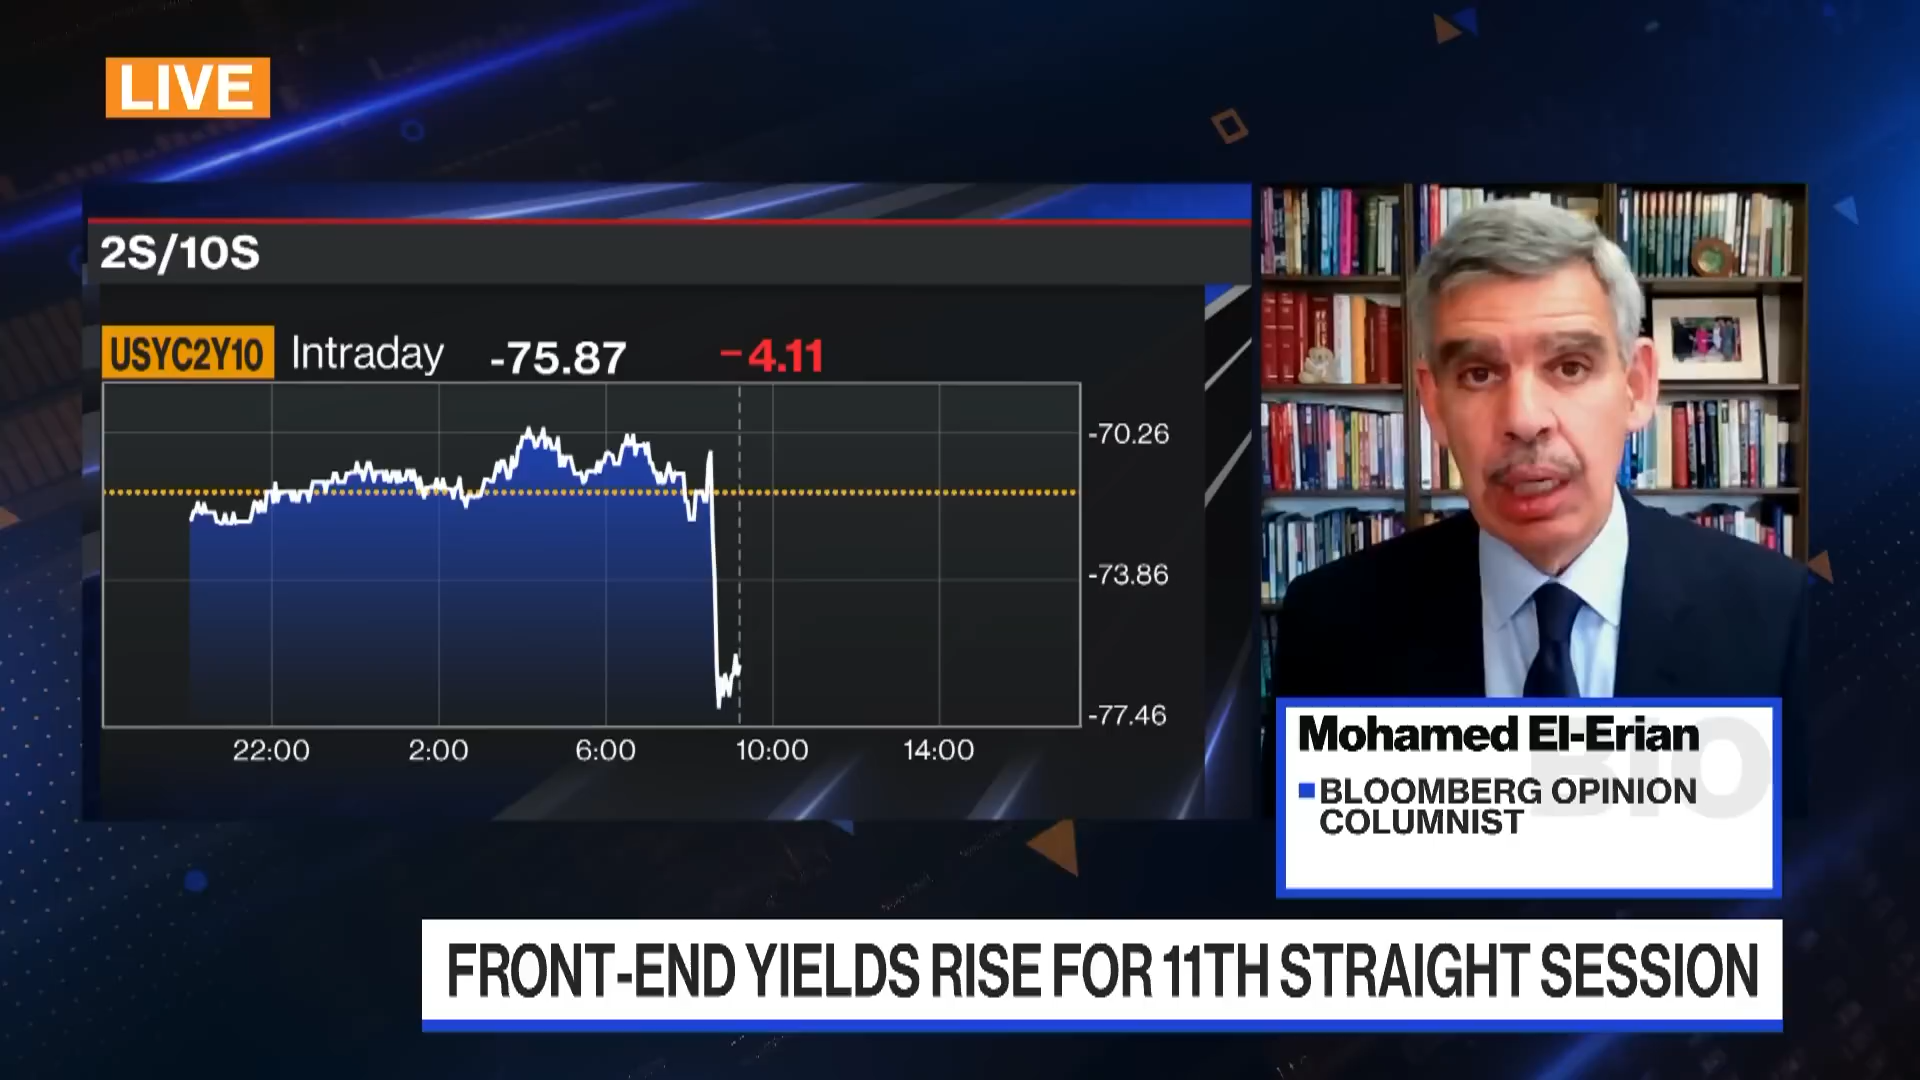 LIVE
2S/10S
USYC2Y10 Intraday -75.87 −4.11
-70.26
-73.86
-77.46
22:00 2:00 6:00 10:00 14:00
Mohamed El-Erian
BIO
BLOOMBERG OPINION
COLUMNIST
FRONT-END YIELDS RISE FOR 11TH STRAIGHT SESSION